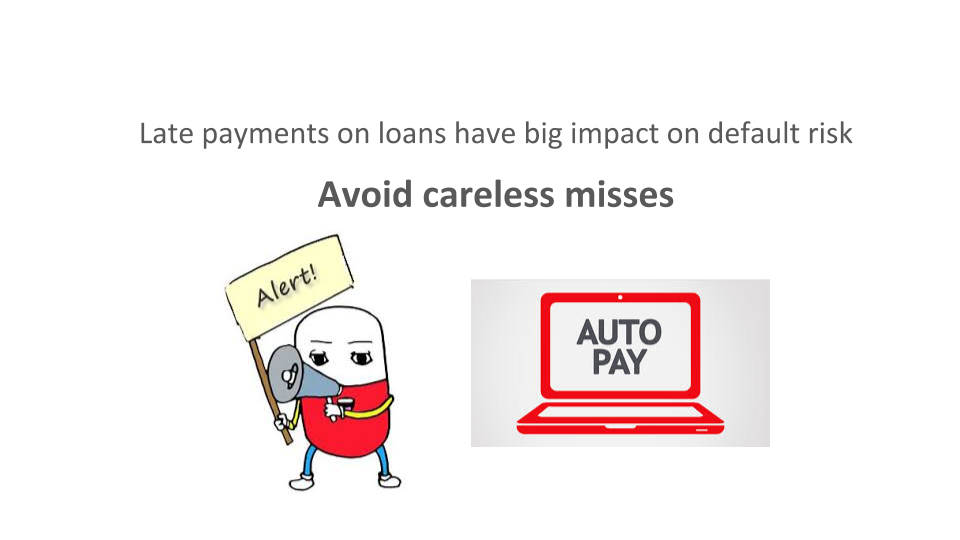 Late payments on loans have big impact on default risk
Avoid careless misses
Alert!
AUTO
PAY